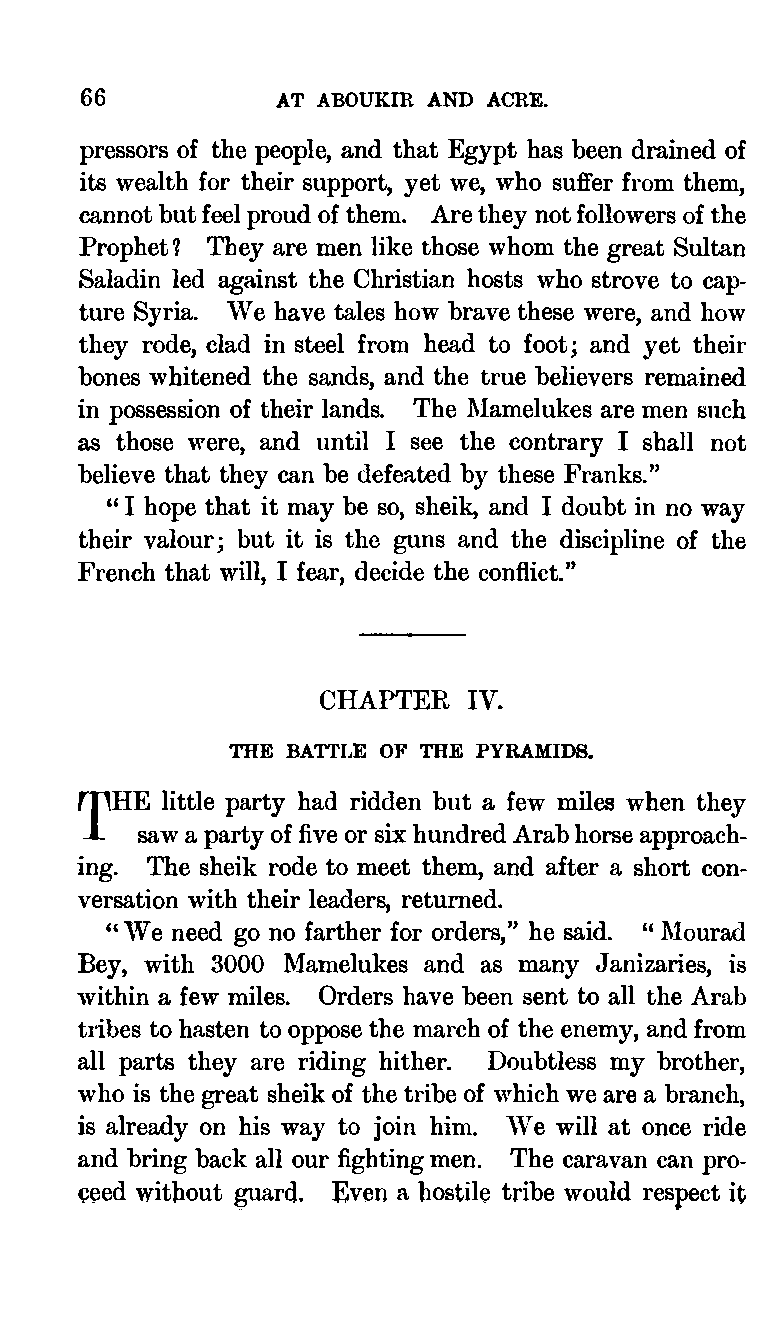 66 AT ABOUKIR AND ACRE.
pressors of the people, and that Egypt has been drained of
its wealth for their support, yet we, who suffer from them,
cannot but feel proud of them. Are they not followers of the
Prophet? They are men like those whom the great Sultan
Saladin led against the Christian hosts who strove to cap-
ture Syria. We have tales how brave these were, and how
they rode, clad in steel from head to foot; and yet their
bones whitened the sands, and the true believers remained
in possession of their lands. The Mamelukes are men such
as those were, and until I see the contrary I shall not
believe that they can be defeated by these Franks."
"I hope that it may be so, sheik, and I doubt in no way
their valour; but it is the guns and the discipline of the
French that will, I fear, decide the conflict."
CHAPTER IV.
THE BATTLE OF THE PYRAMIDS.
THE little party had ridden but a few miles when they
saw a party of five or six hundred Arab horse approach-
ing. The sheik rode to meet them, and after a short con-
versation with their leaders, returned.
"We need go no farther for orders," he said. "Mourad
Bey, with 3000 Mamelukes and as many Janizaries, is
within a few miles. Orders have been sent to all the Arab
tribes to hasten to oppose the march of the enemy, and from
all parts they are riding hither. Doubtless my brother,
who is the great sheik of the tribe of which we are a branch,
is already on his way to join him. We will at once ride
and bring back all our fighting men. The caravan can pro-
ceed without guard. Even a hostile tribe would respect it